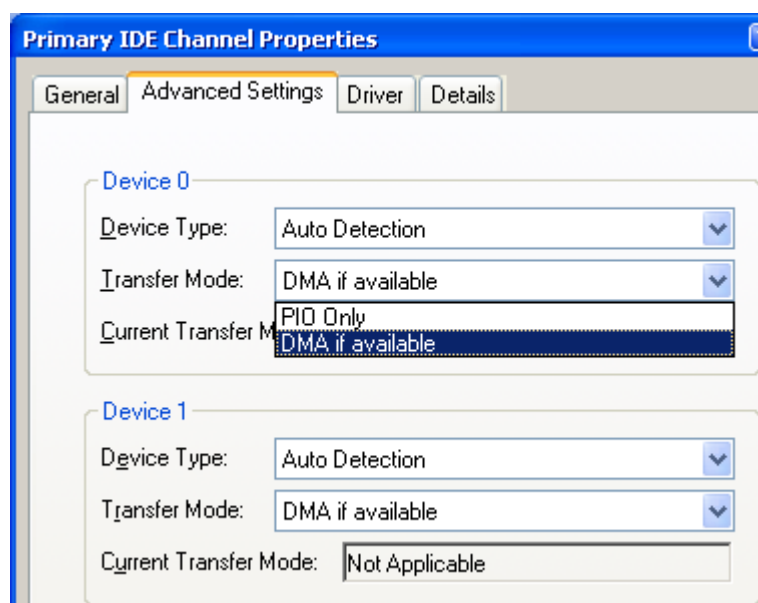 Primary IDE Channel Properties
General Advanced Settings Driver Details
Device 0
Device Type: Auto Detection
Transfer Mode: DMA if available
PIO Only
Current Transfer M
DMA if available
Device 1
Device Type: Auto Detection
Transfer Mode: DMA if available
Current Transfer Mode: Not Applicable